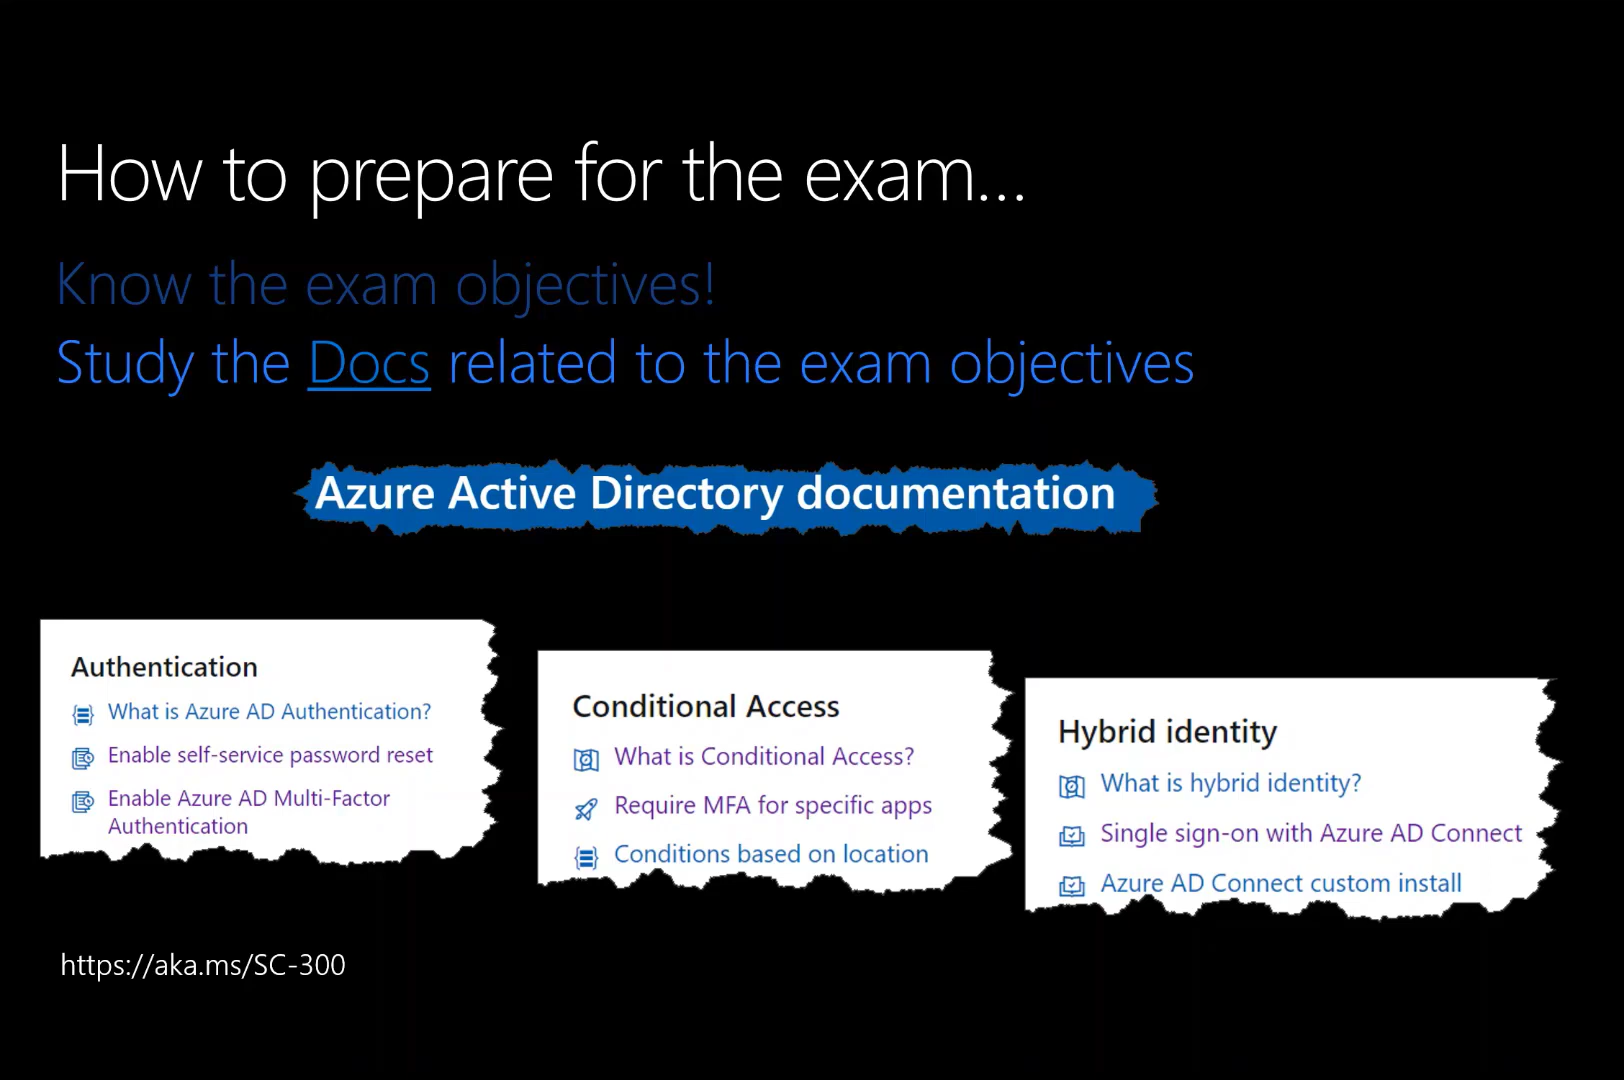 How to prepare for the exam...
Know the exam objectives!
Study the Docs related to the exam objectives
Azure Active Directory documentation
Authentication
What is Azure AD Authentication?
Enable self-service password reset
Enable Azure AD Multi-Factor
Authentication
Conditional Access
What is Conditional Access?
Require MFA for specific apps
Conditions based on location
Hybrid identity
What is hybrid identity?
Single sign-on with Azure AD Connect
Azure AD Connect custom install
https://aka.ms/SC-300